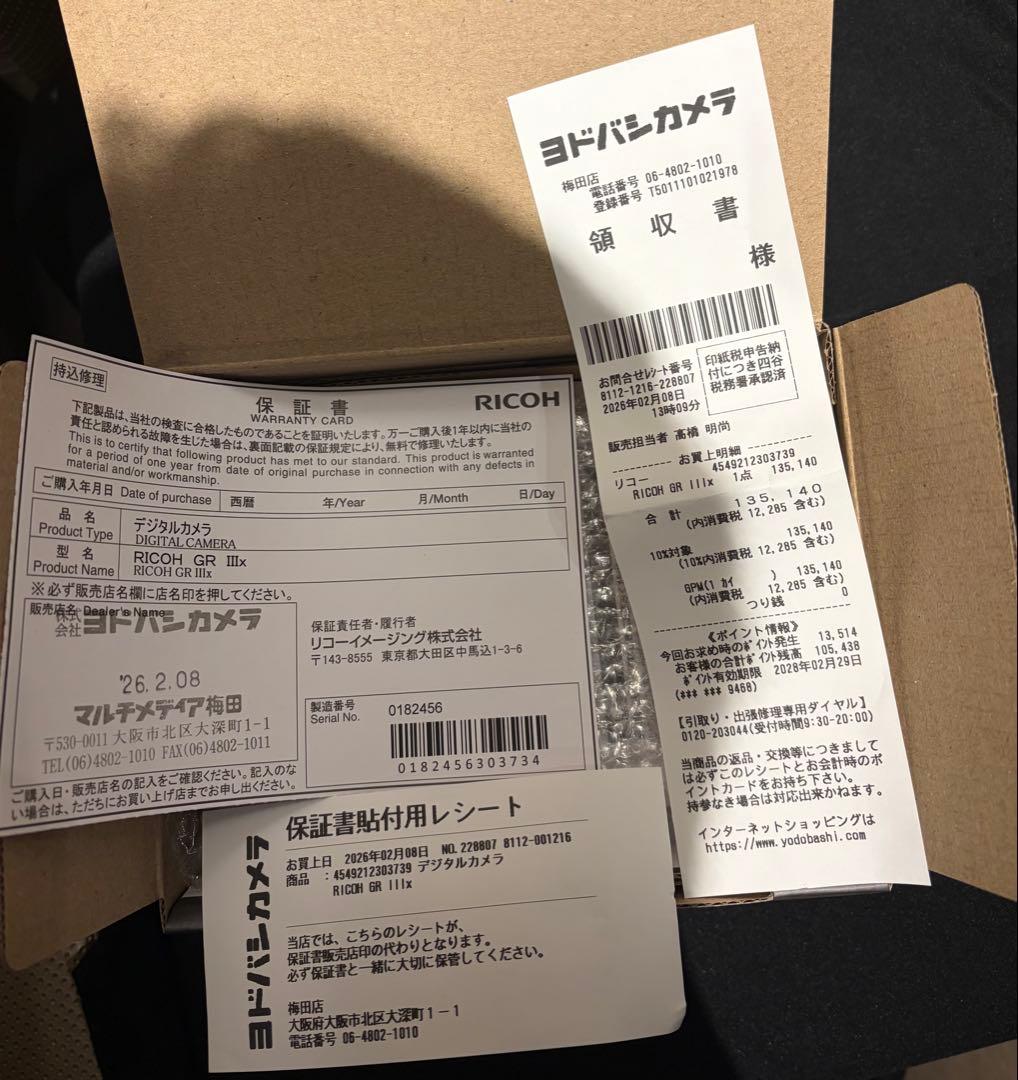 ヨドバシカメラ
梅田店
電話番号 06-4802-1010
登録番号 T5011101021978
領 収 書
様
お問合せﾚｼｰﾄ番号
8112-1216-228807
2026年02月08日
13時09分
印紙税申告納
付につき四谷
税務署承認済
販売担当者 高橋 明尚
お買上明細
4549212303739
リコー
RICOH GR IIIx 1点 135,140
合 計 135,140
(内消費税 12,285 含む)
10%対象 135,140
(10%内消費税 12,285 含む)
GPM(1 ｶｲ ) 135,140
(内消費税 12,285 含む)
つり銭 0
《ポイント情報》
今回お求め時のﾎﾟｲﾝﾄ発生 13,514
お客様の合計ﾎﾟｲﾝﾄ残高 105,438
ﾎﾟｲﾝﾄ有効期限 2028年02月29日
(*** *** 9468)
【引取り・出張修理専用ダイヤル】
0120-203044(受付時間9:30-20:00)
当商品の返品・交換等につきまして
は必ずこのレシートとお会計時のポ
イントカードをお持ち下さい。
持参なき場合は対応出来かねます。
インターネットショッピングは
https://www.yodobashi.com
持込修理
保 証 書
WARRANTY CARD
RICOH
下記製品は、当社の検査に合格したものであることを証明いたします。万一ご購入後1年以内に当社の
責任と認められる故障を生じた場合は、裏面記載の保証規定により、無料で修理いたします。
This is to certify that following product has met to our standard. This product is warranted
for a period of one year from date of original purchase in connection with any defects in
material and/or workmanship.
ご購入年月日 Date of purchase 西暦 年/Year 月/Month 日/Day
品 名
Product Type
デジタルカメラ
DIGITAL CAMERA
型 名
Product Name
RICOH GR IIIx
RICOH GR IIIx
※必ず販売店名欄に店名印を押してください。
販売店名 Dealer's Name
株式
会社 ヨドバシカメラ
'26.2.08
マルチメディア梅田
〒530-0011 大阪市北区大深町1-1
TEL(06)4802-1010 FAX(06)4802-1011
保証責任者・履行者
リコーイメージング株式会社
〒143-8555 東京都大田区中馬込1-3-6
製造番号
Serial No.
0182456
0182456303734
ご購入日・販売店名の記入をご確認ください。記入のな
い場合は、ただちにお買い上げ店までお申し出ください。
ヨドバシカメラ
保証書貼付用レシート
お買上日 2026年02月08日 NO.228807 8112-001216
商品 :4549212303739 デジタルカメラ
RICOH GR IIIx
当店では、こちらのレシートが、
保証書販売店印の代わりとなります。
必ず保証書と一緒に大切に保管してください。
梅田店
大阪府大阪市北区大深町1-1
電話番号 06-4802-1010